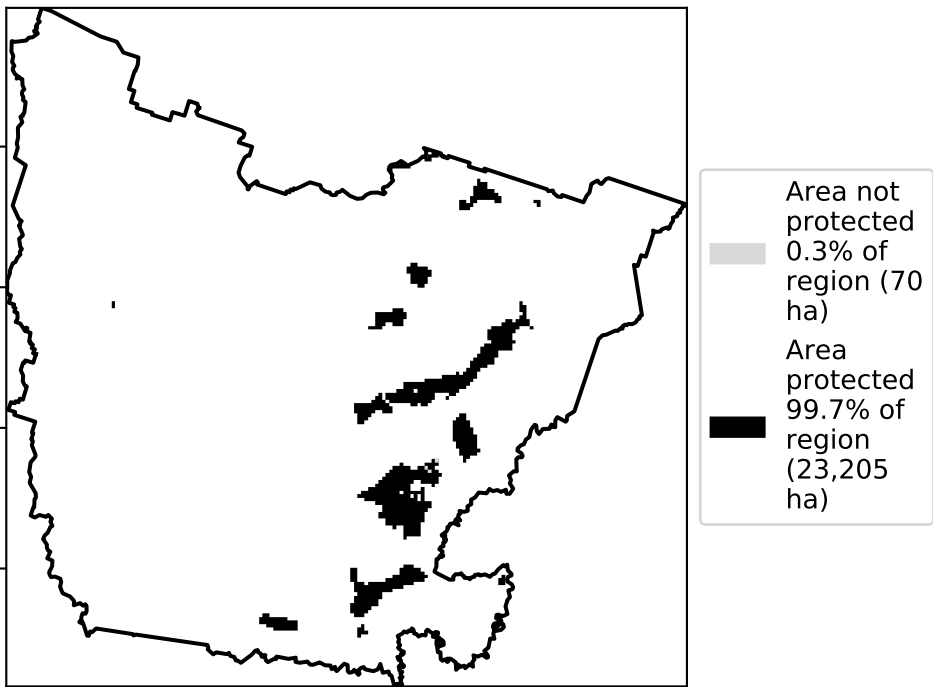 Area not
protected
0.3% of
region (70
ha)
Area
protected
99.7% of
region
(23,205
ha)